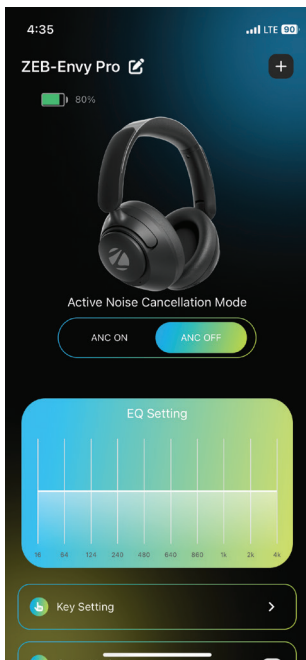 4:35 LTE 90
ZEB-Envy Pro +
80%
Active Noise Cancellation Mode
ANC ON ANC OFF
EQ Setting
16 64 124 240 480 640 860 1k 2k 4k
Key Setting >